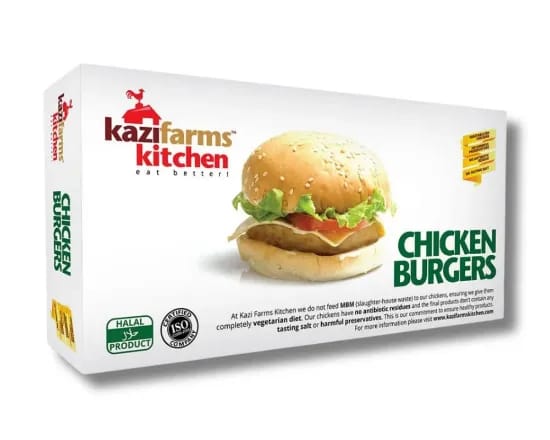 kazifarms™
kitchen
eat better!
CHICKEN
BURGERS
At Kazi Farms Kitchen we do not feed MBM (slaughter-house waste) to our chickens, ensuring we give them
completely vegetarian diet. Our chickens have no antibiotic residues and the final products don't contain any
tasting salt or harmful preservatives. This is our commitment to ensure healthy products.
For more information please visit www.kazifarmskitchen.com
HALAL
حلال
PRODUCT
CERTIFIED
ISO
COMPANY
kazifarms
kitchen
CHICKEN
BURGERS